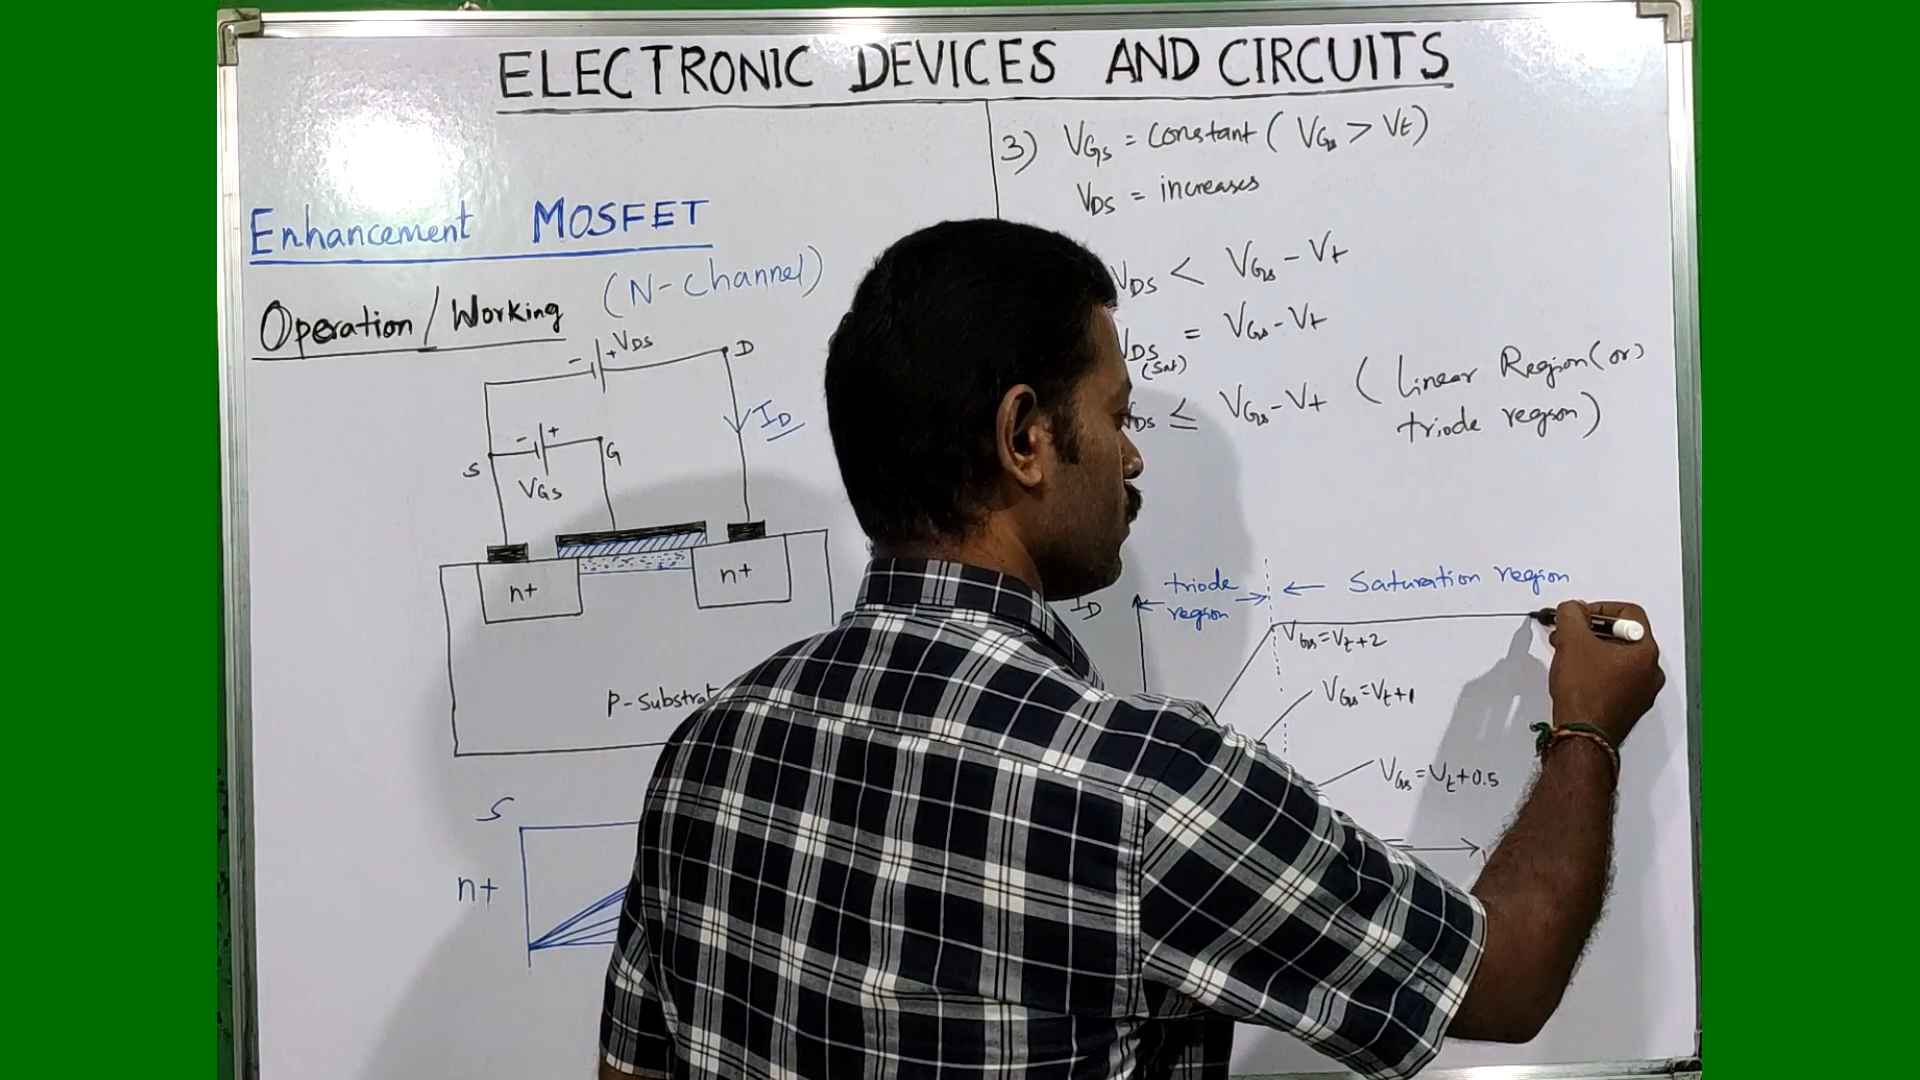 ELECTRONIC DEVICES AND CIRCUITS
Enhancement MOSFET
(N-Channel)
Operation/Working
- + VDS
D
ID
- +
S
G
VGS
n+
n+
S
n+
3) VGS = Constant ( VGS > Vt)
VDS = increases
VDS < VGS - Vt
VDS = VGS - Vt
(Sat)
VDS ≤ VGS - Vt ( linear Region (or)
triode region)
triode
region
← Saturation region
ID
VGS=Vt+2
VGS=Vt+1
VGS=Vt+0.5